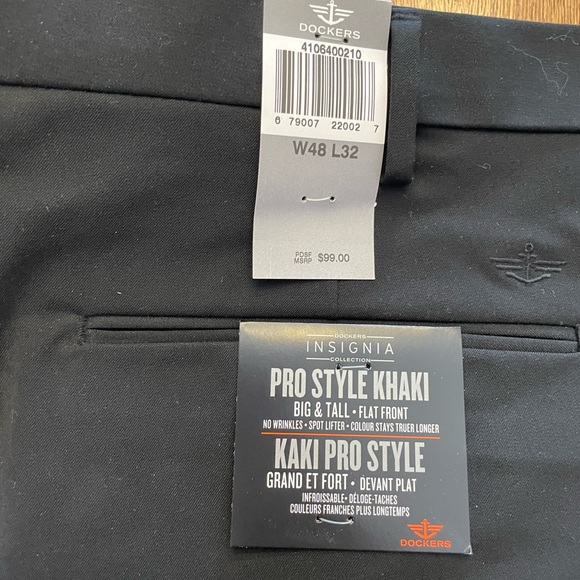 DOCKERS
4106400210
6 79007 22002 7
W48 L32
PDSF
MSRP $99.00
DOCKERS
INSIGNIA
COLLECTION
PRO STYLE KHAKI
BIG & TALL • FLAT FRONT
NO WRINKLES • SPOT LIFTER • COLOUR STAYS TRUER LONGER
KAKI PRO STYLE
GRAND ET FORT • DEVANT PLAT
INFROISSABLE • DÉLOGE-TACHES
COULEURS FRANCHES PLUS LONGTEMPS
DOCKERS